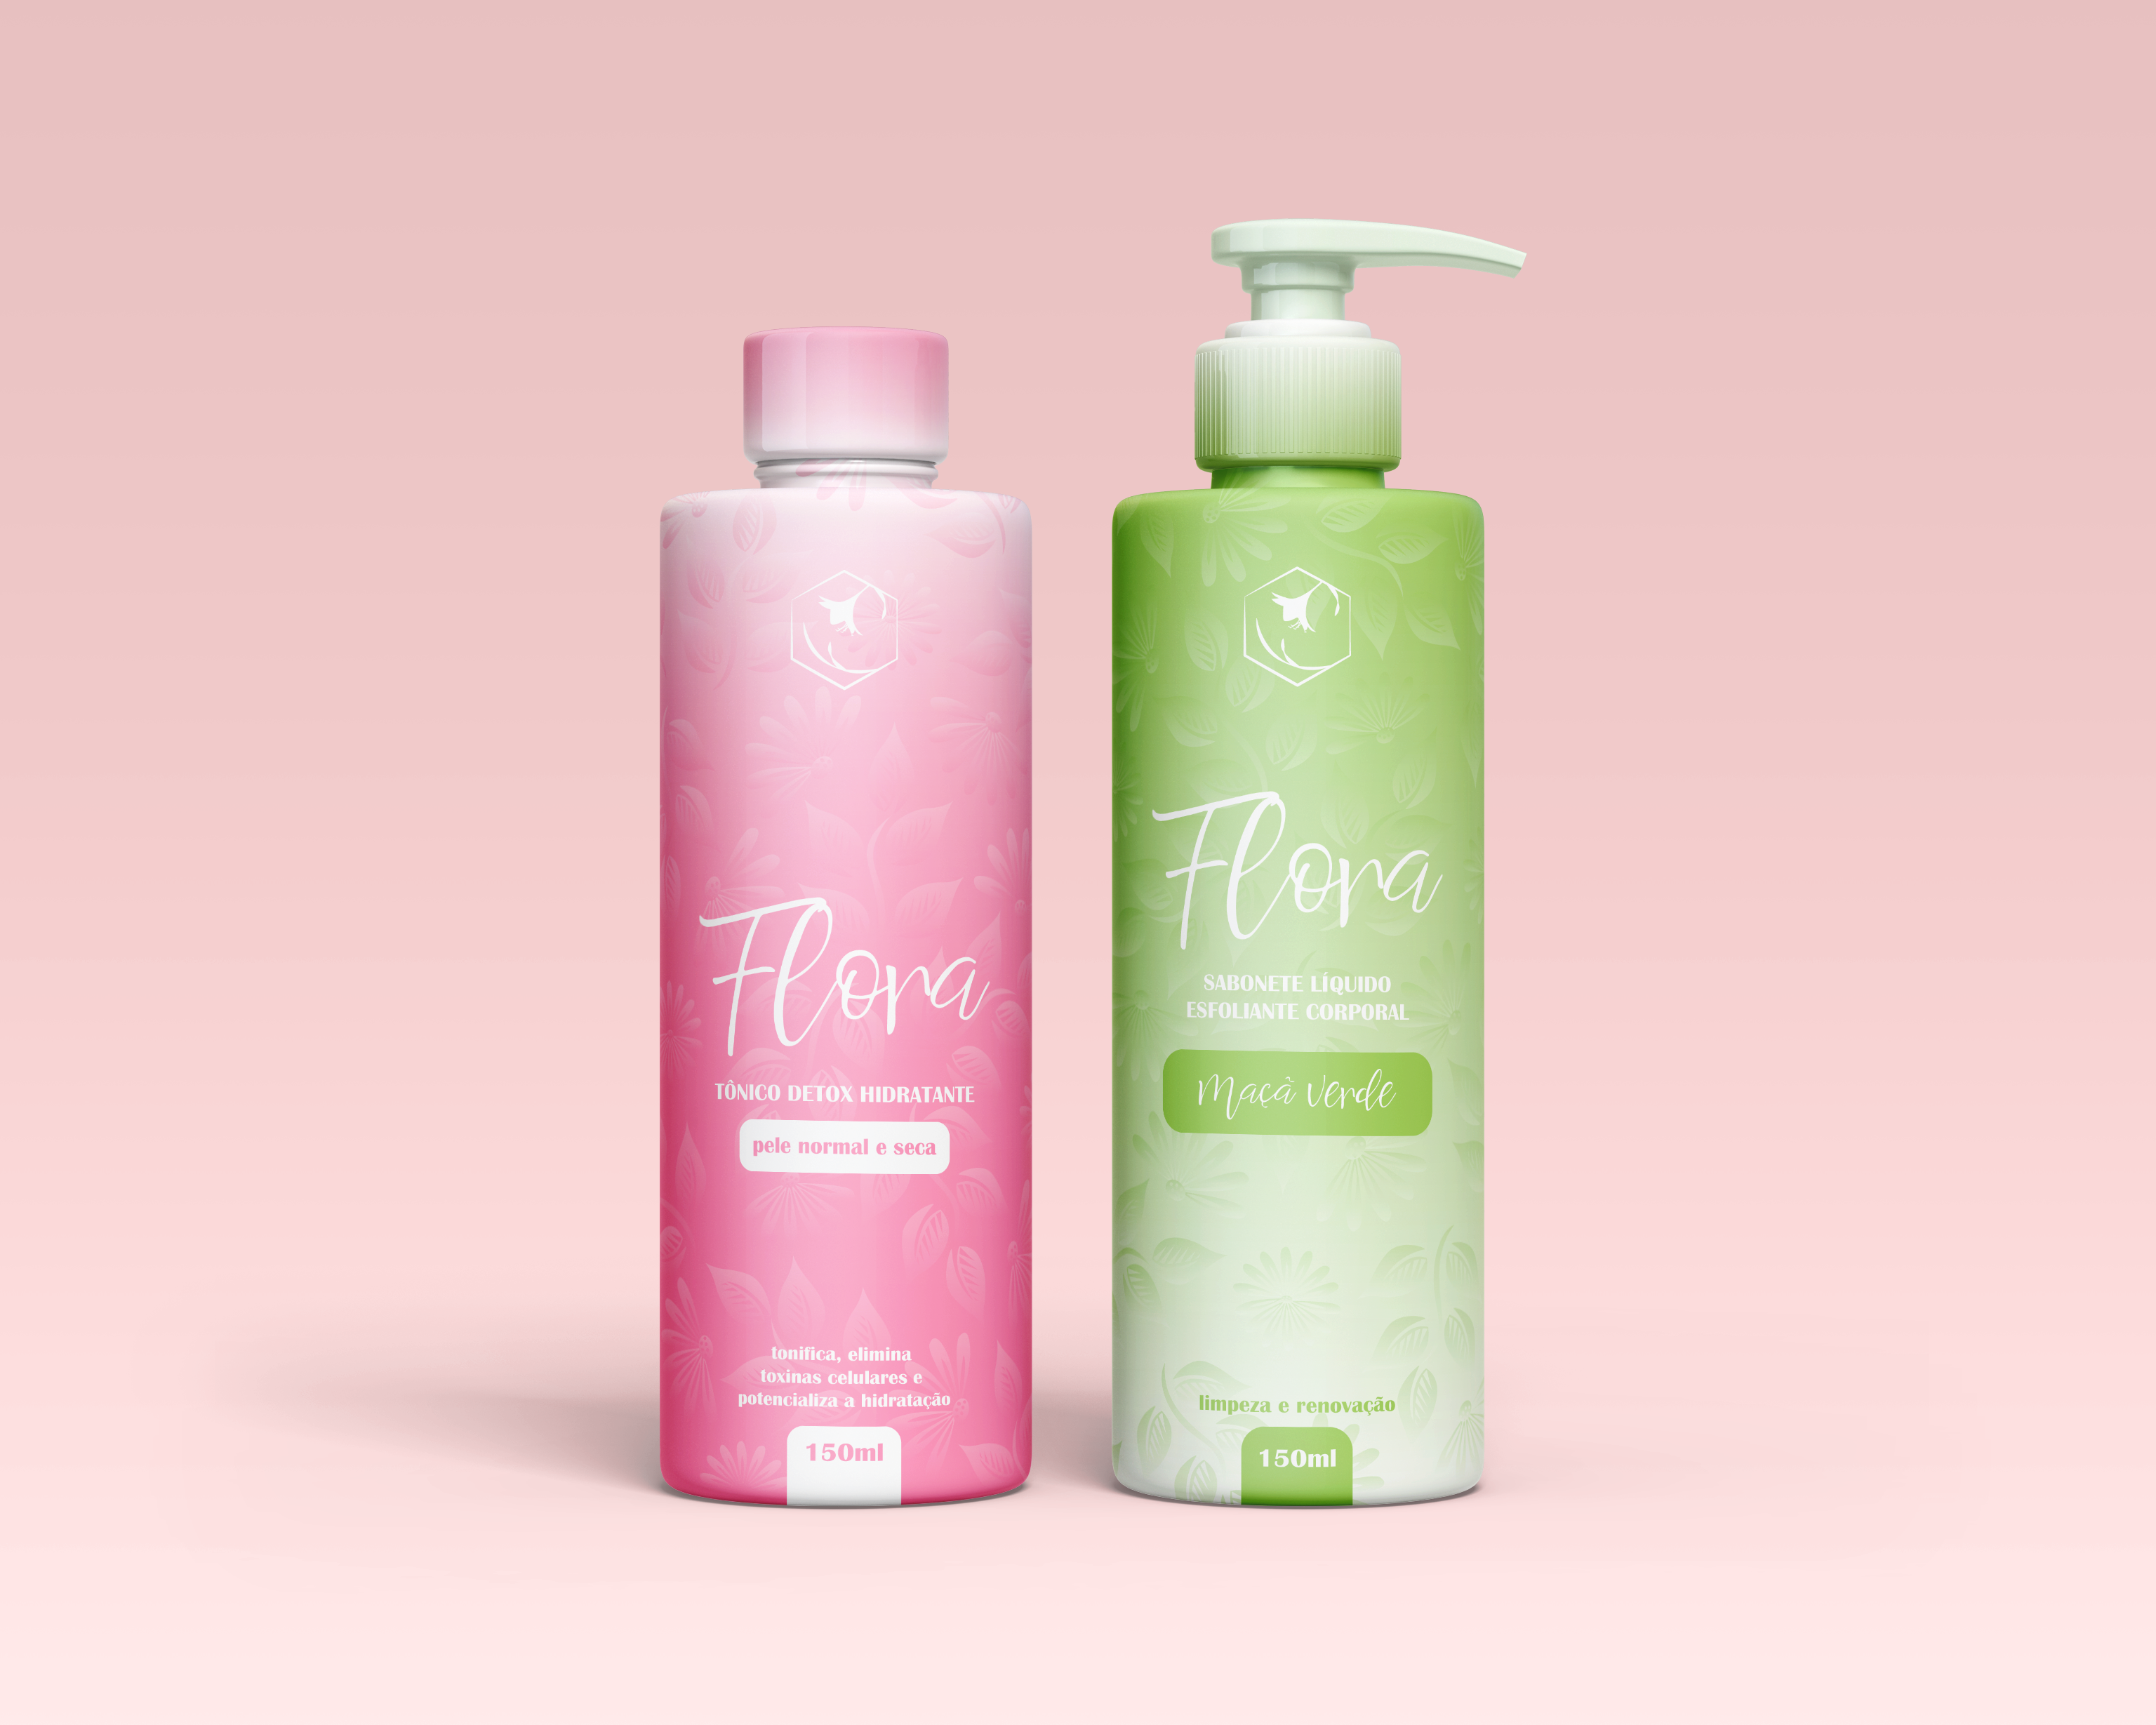 Flora
TÔNICO DETOX HIDRATANTE
pele normal e seca
tonifica, elimina
toxinas celulares e
potencializa a hidratação
150ml
Flora
SABONETE LÍQUIDO
ESFOLIANTE CORPORAL
Maçã Verde
limpeza e renovação
150ml